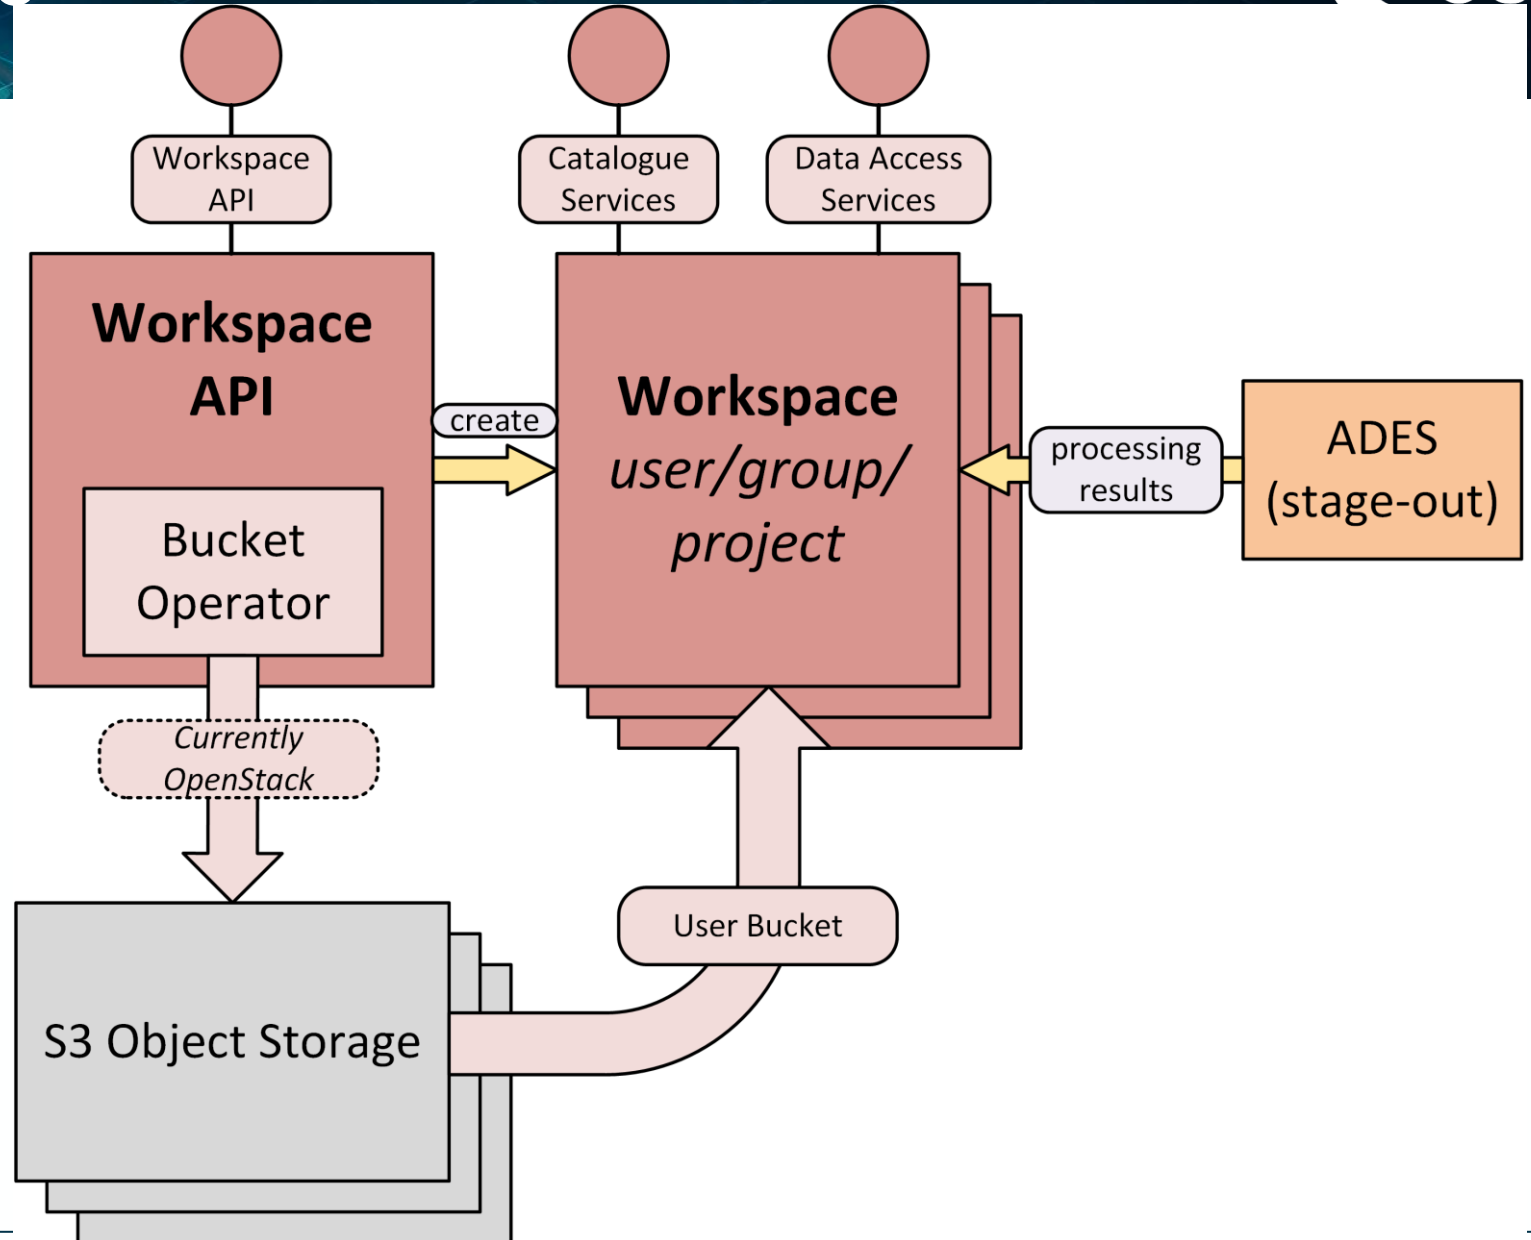 Workspace
API
Catalogue
Services
Data Access
Services
Workspace
API
create
Bucket
Operator
Workspace
user/group/
project
processing
results
ADES
(stage-out)
Currently
OpenStack
User Bucket
S3 Object Storage